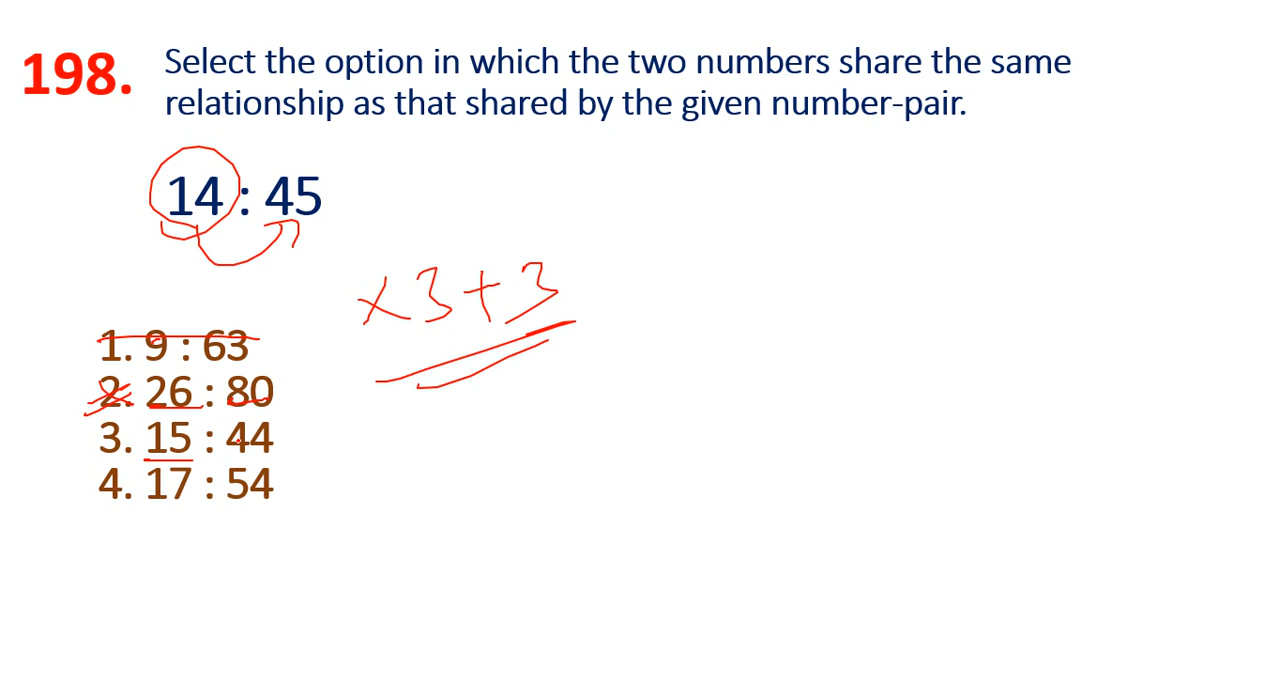 198. Select the option in which the two numbers share the same
relationship as that shared by the given number-pair.
14 : 45
×3+3
1. 9 : 63
2. 26 : 80
3. 15 : 44
4. 17 : 54